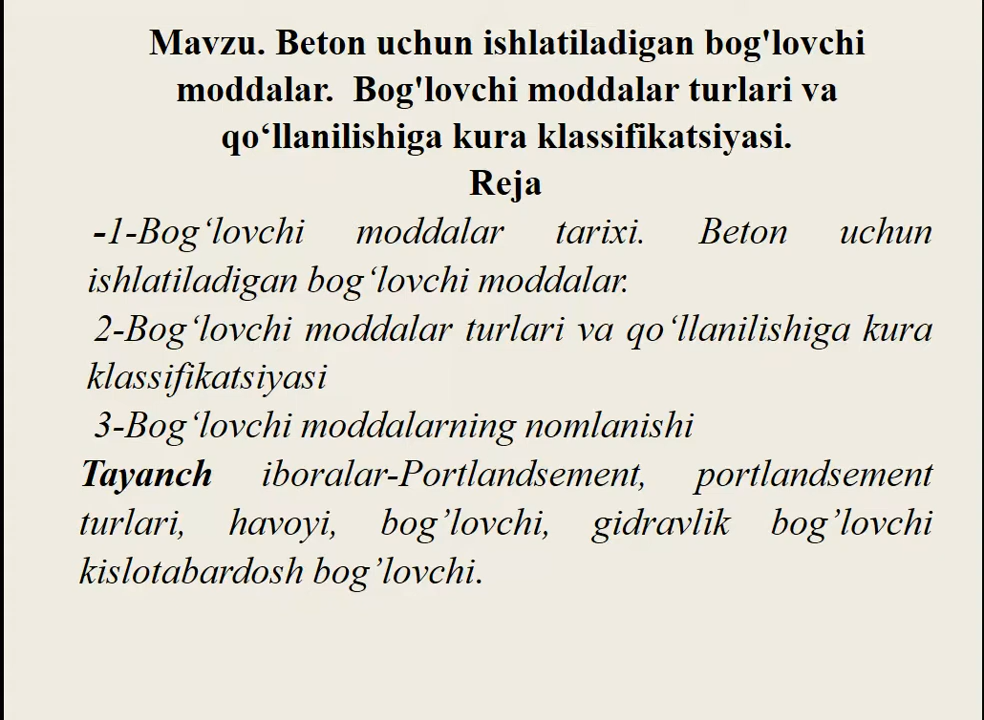 Mavzu. Beton uchun ishlatiladigan bog'lovchi
moddalar.  Bog'lovchi moddalar turlari va
qo‘llanilishiga kura klassifikatsiyasi.
Reja
-1-Bog‘lovchi moddalar tarixi. Beton uchun
ishlatiladigan bog‘lovchi moddalar.
2-Bog‘lovchi moddalar turlari va qo‘llanilishiga kura
klassifikatsiyasi
3-Bog‘lovchi moddalarning nomlanishi
Tayanch iboralar-Portlandsement, portlandsement
turlari, havoyi, bog’lovchi, gidravlik bog’lovchi
kislotabardosh bog’lovchi.